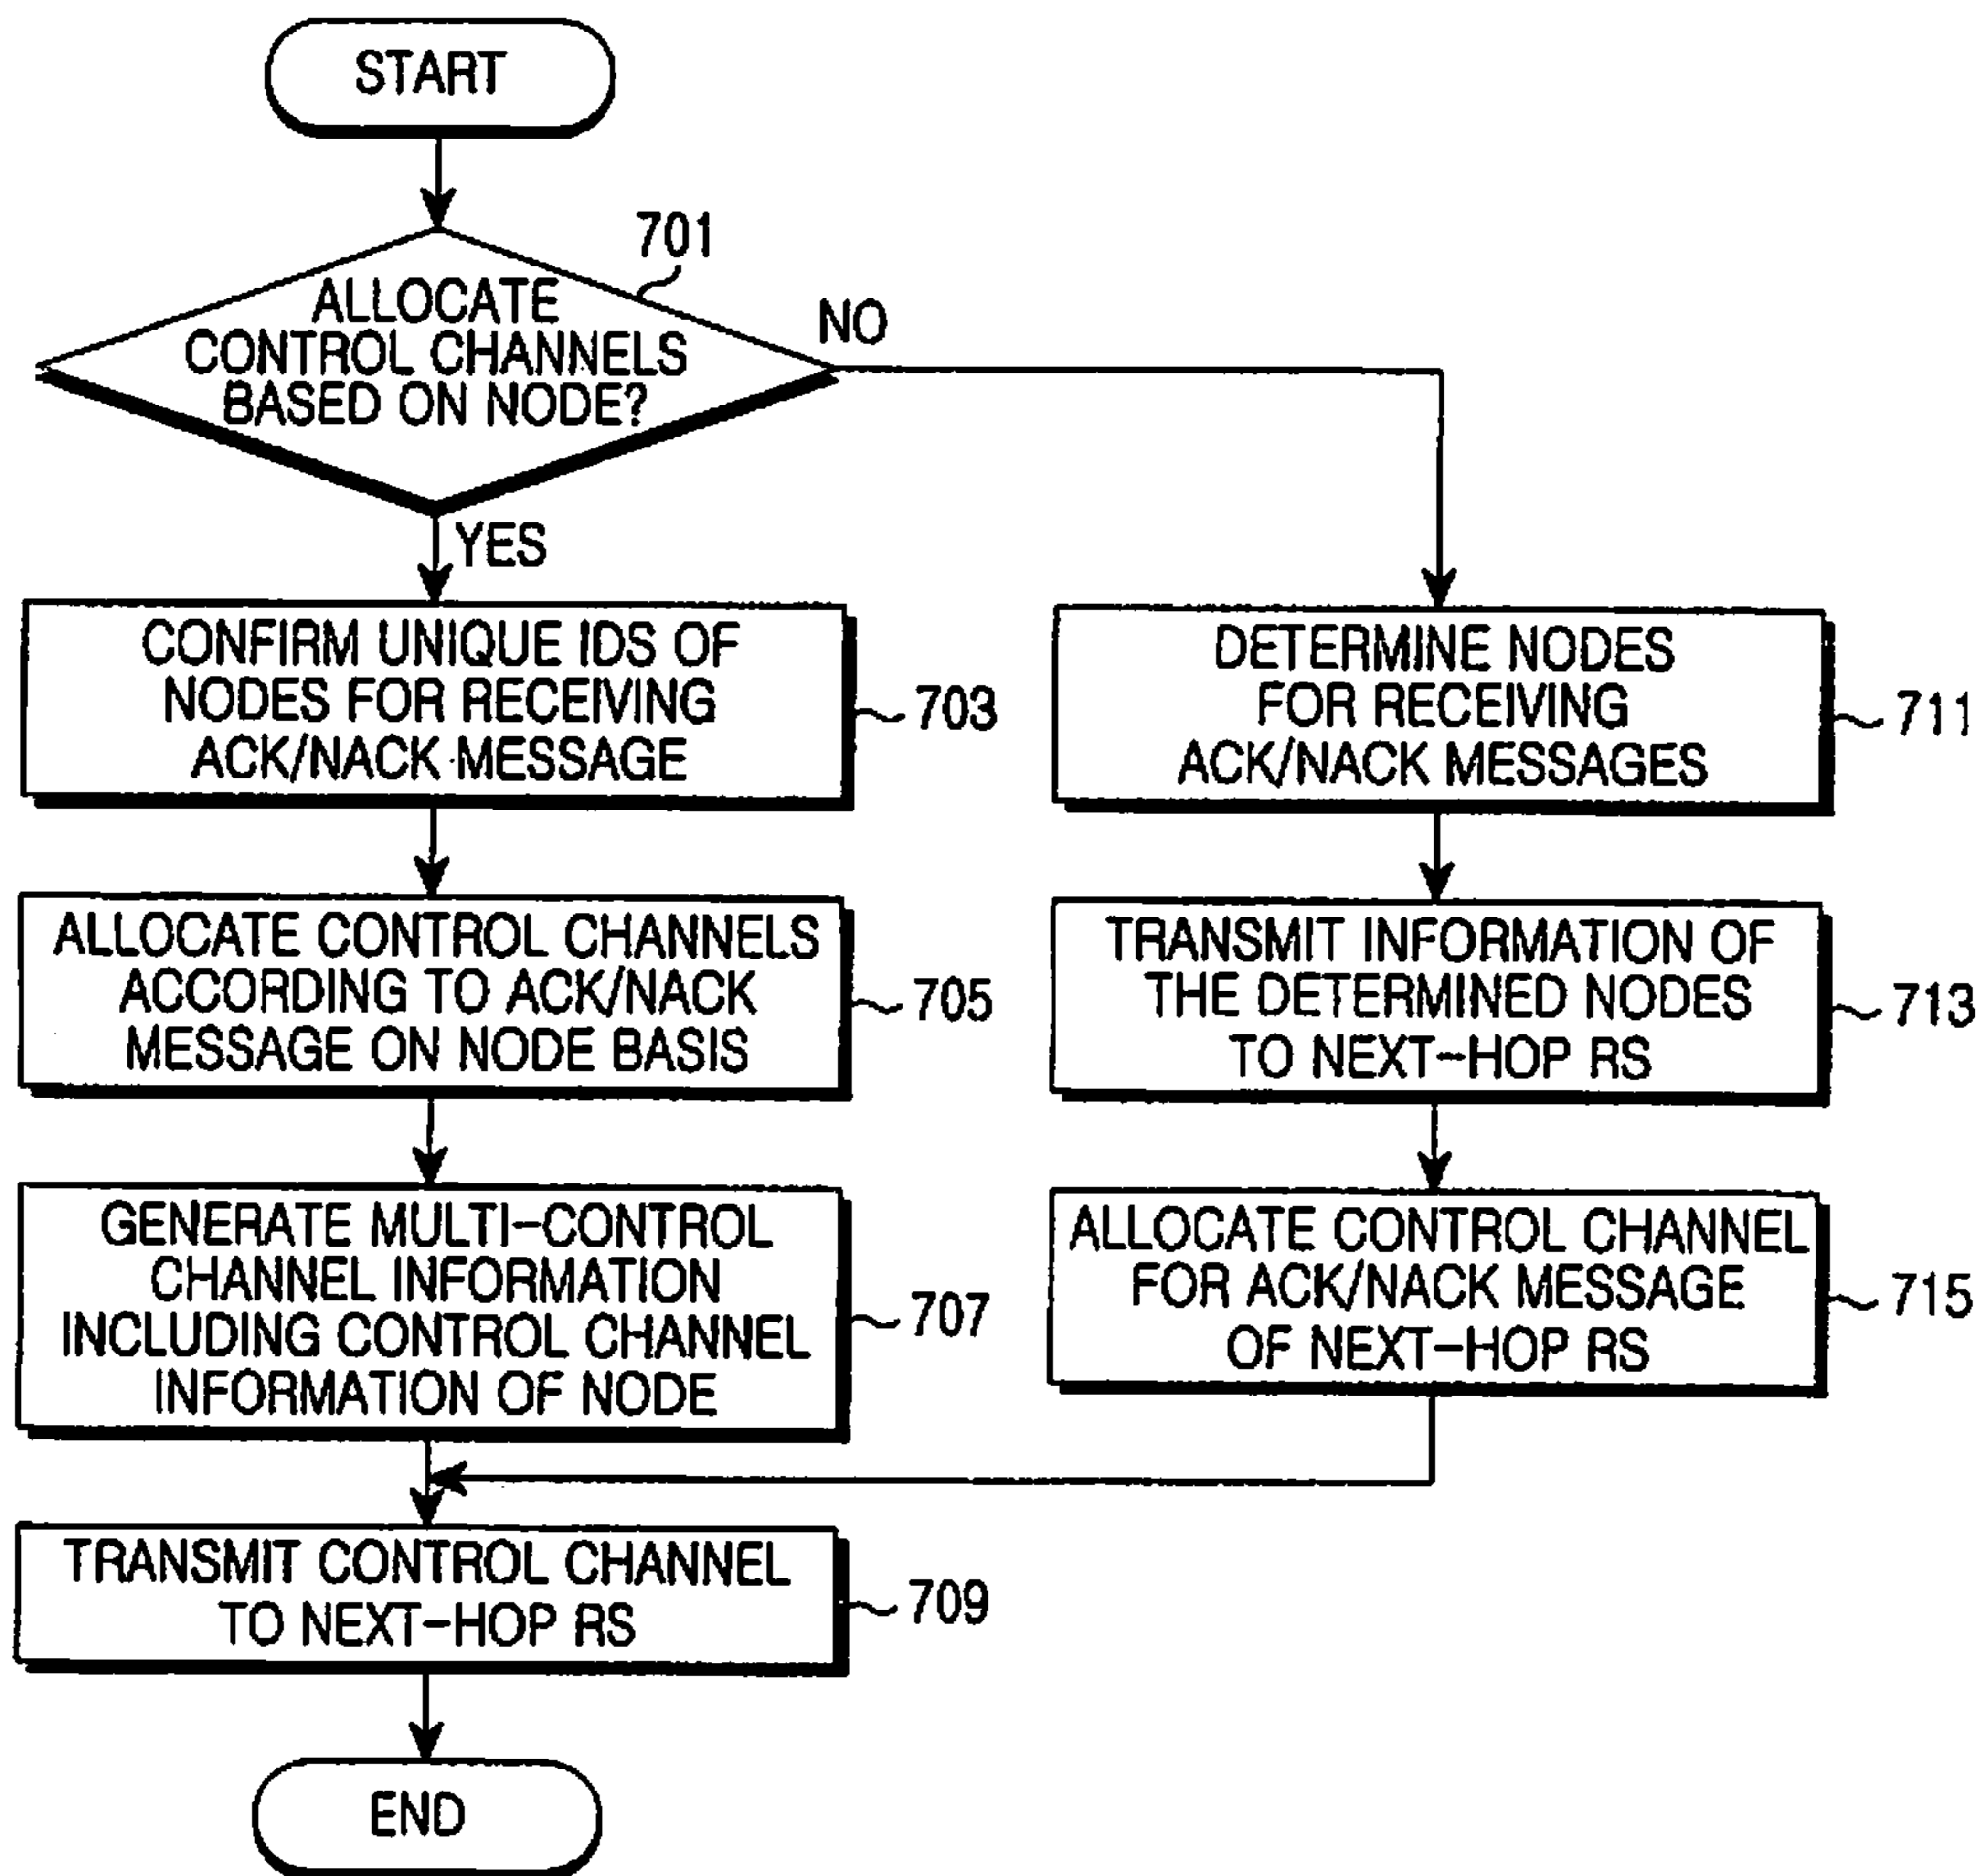 START
701
ALLOCATE
CONTROL CHANNELS
BASED ON NODE?
NO
YES
CONFIRM UNIQUE IDS OF
NODES FOR RECEIVING
ACK/NACK MESSAGE
703
ALLOCATE CONTROL CHANNELS
ACCORDING TO ACK/NACK
MESSAGE ON NODE BASIS
705
GENERATE MULTI-CONTROL
CHANNEL INFORMATION
INCLUDING CONTROL CHANNEL
INFORMATION OF NODE
707
DETERMINE NODES
FOR RECEIVING
ACK/NACK MESSAGES
711
TRANSMIT INFORMATION OF
THE DETERMINED NODES
TO NEXT-HOP RS
713
ALLOCATE CONTROL CHANNEL
FOR ACK/NACK MESSAGE
OF NEXT-HOP RS
715
TRANSMIT CONTROL CHANNEL
TO NEXT-HOP RS
709
END